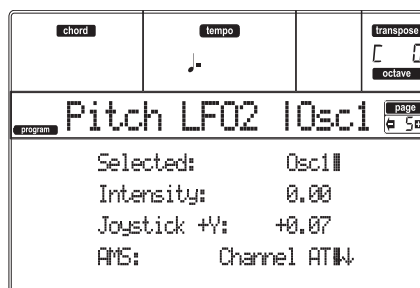 chord tempo transpose
C 0
octave
page
program Pitch LFO2 |Osc1 5
Selected: Osc1
Intensity: 0.00
Joystick +Y: +0.07
AMS: Channel AT